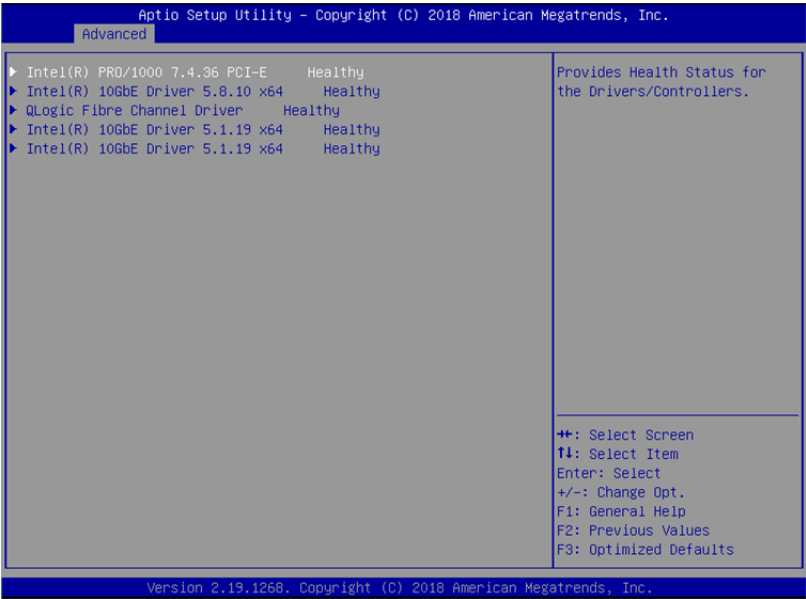 Aptio Setup Utility – Copyright (C) 2018 American Megatrends, Inc.
Advanced
▶ Intel(R) PRO/1000 7.4.36 PCI-E Healthy
▶ Intel(R) 10GbE Driver 5.8.10 x64 Healthy
▶ QLogic Fibre Channel Driver Healthy
▶ Intel(R) 10GbE Driver 5.1.19 x64 Healthy
▶ Intel(R) 10GbE Driver 5.1.19 x64 Healthy
Provides Health Status for
the Drivers/Controllers.
→←: Select Screen
↑↓: Select Item
Enter: Select
+/-: Change Opt.
F1: General Help
F2: Previous Values
F3: Optimized Defaults
Version 2.19.1268. Copyright (C) 2018 American Megatrends, Inc.